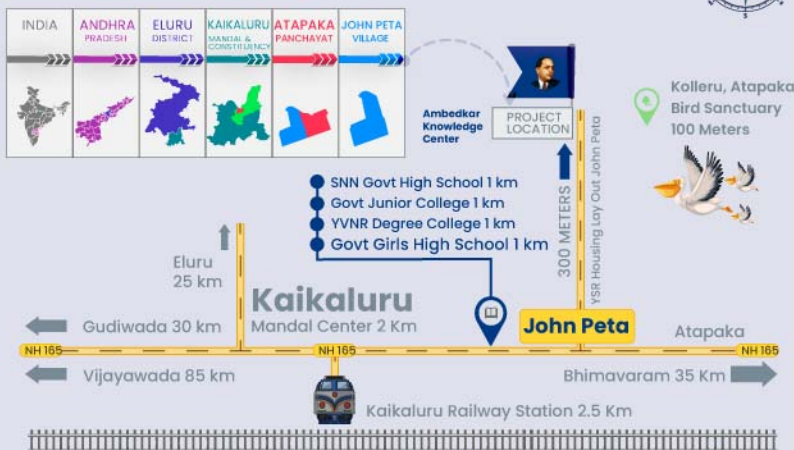 INDIA
ANDHRA
PRADESH
ELURU
DISTRICT
KAIKALURU
MANDAL &
CONSTITUENCY
ATAPAKA
PANCHAYAT
JOHN PETA
VILLAGE
Ambedkar
Knowledge
Center
PROJECT
LOCATION
Kolleru, Atapaka
Bird Sanctuary
100 Meters
300 METERS
YSR Housing Lay Out John Peta
SNN Govt High School 1 km
Govt Junior College 1 km
YVNR Degree College 1 km
Govt Girls High School 1 km
Eluru
25 km
Kaikaluru
Mandal Center 2 Km
Gudiwada 30 km
John Peta
Atapaka
NH 165
NH 165
NH 165
Vijayawada 85 km
Bhimavaram 35 Km
Kaikaluru Railway Station 2.5 Km